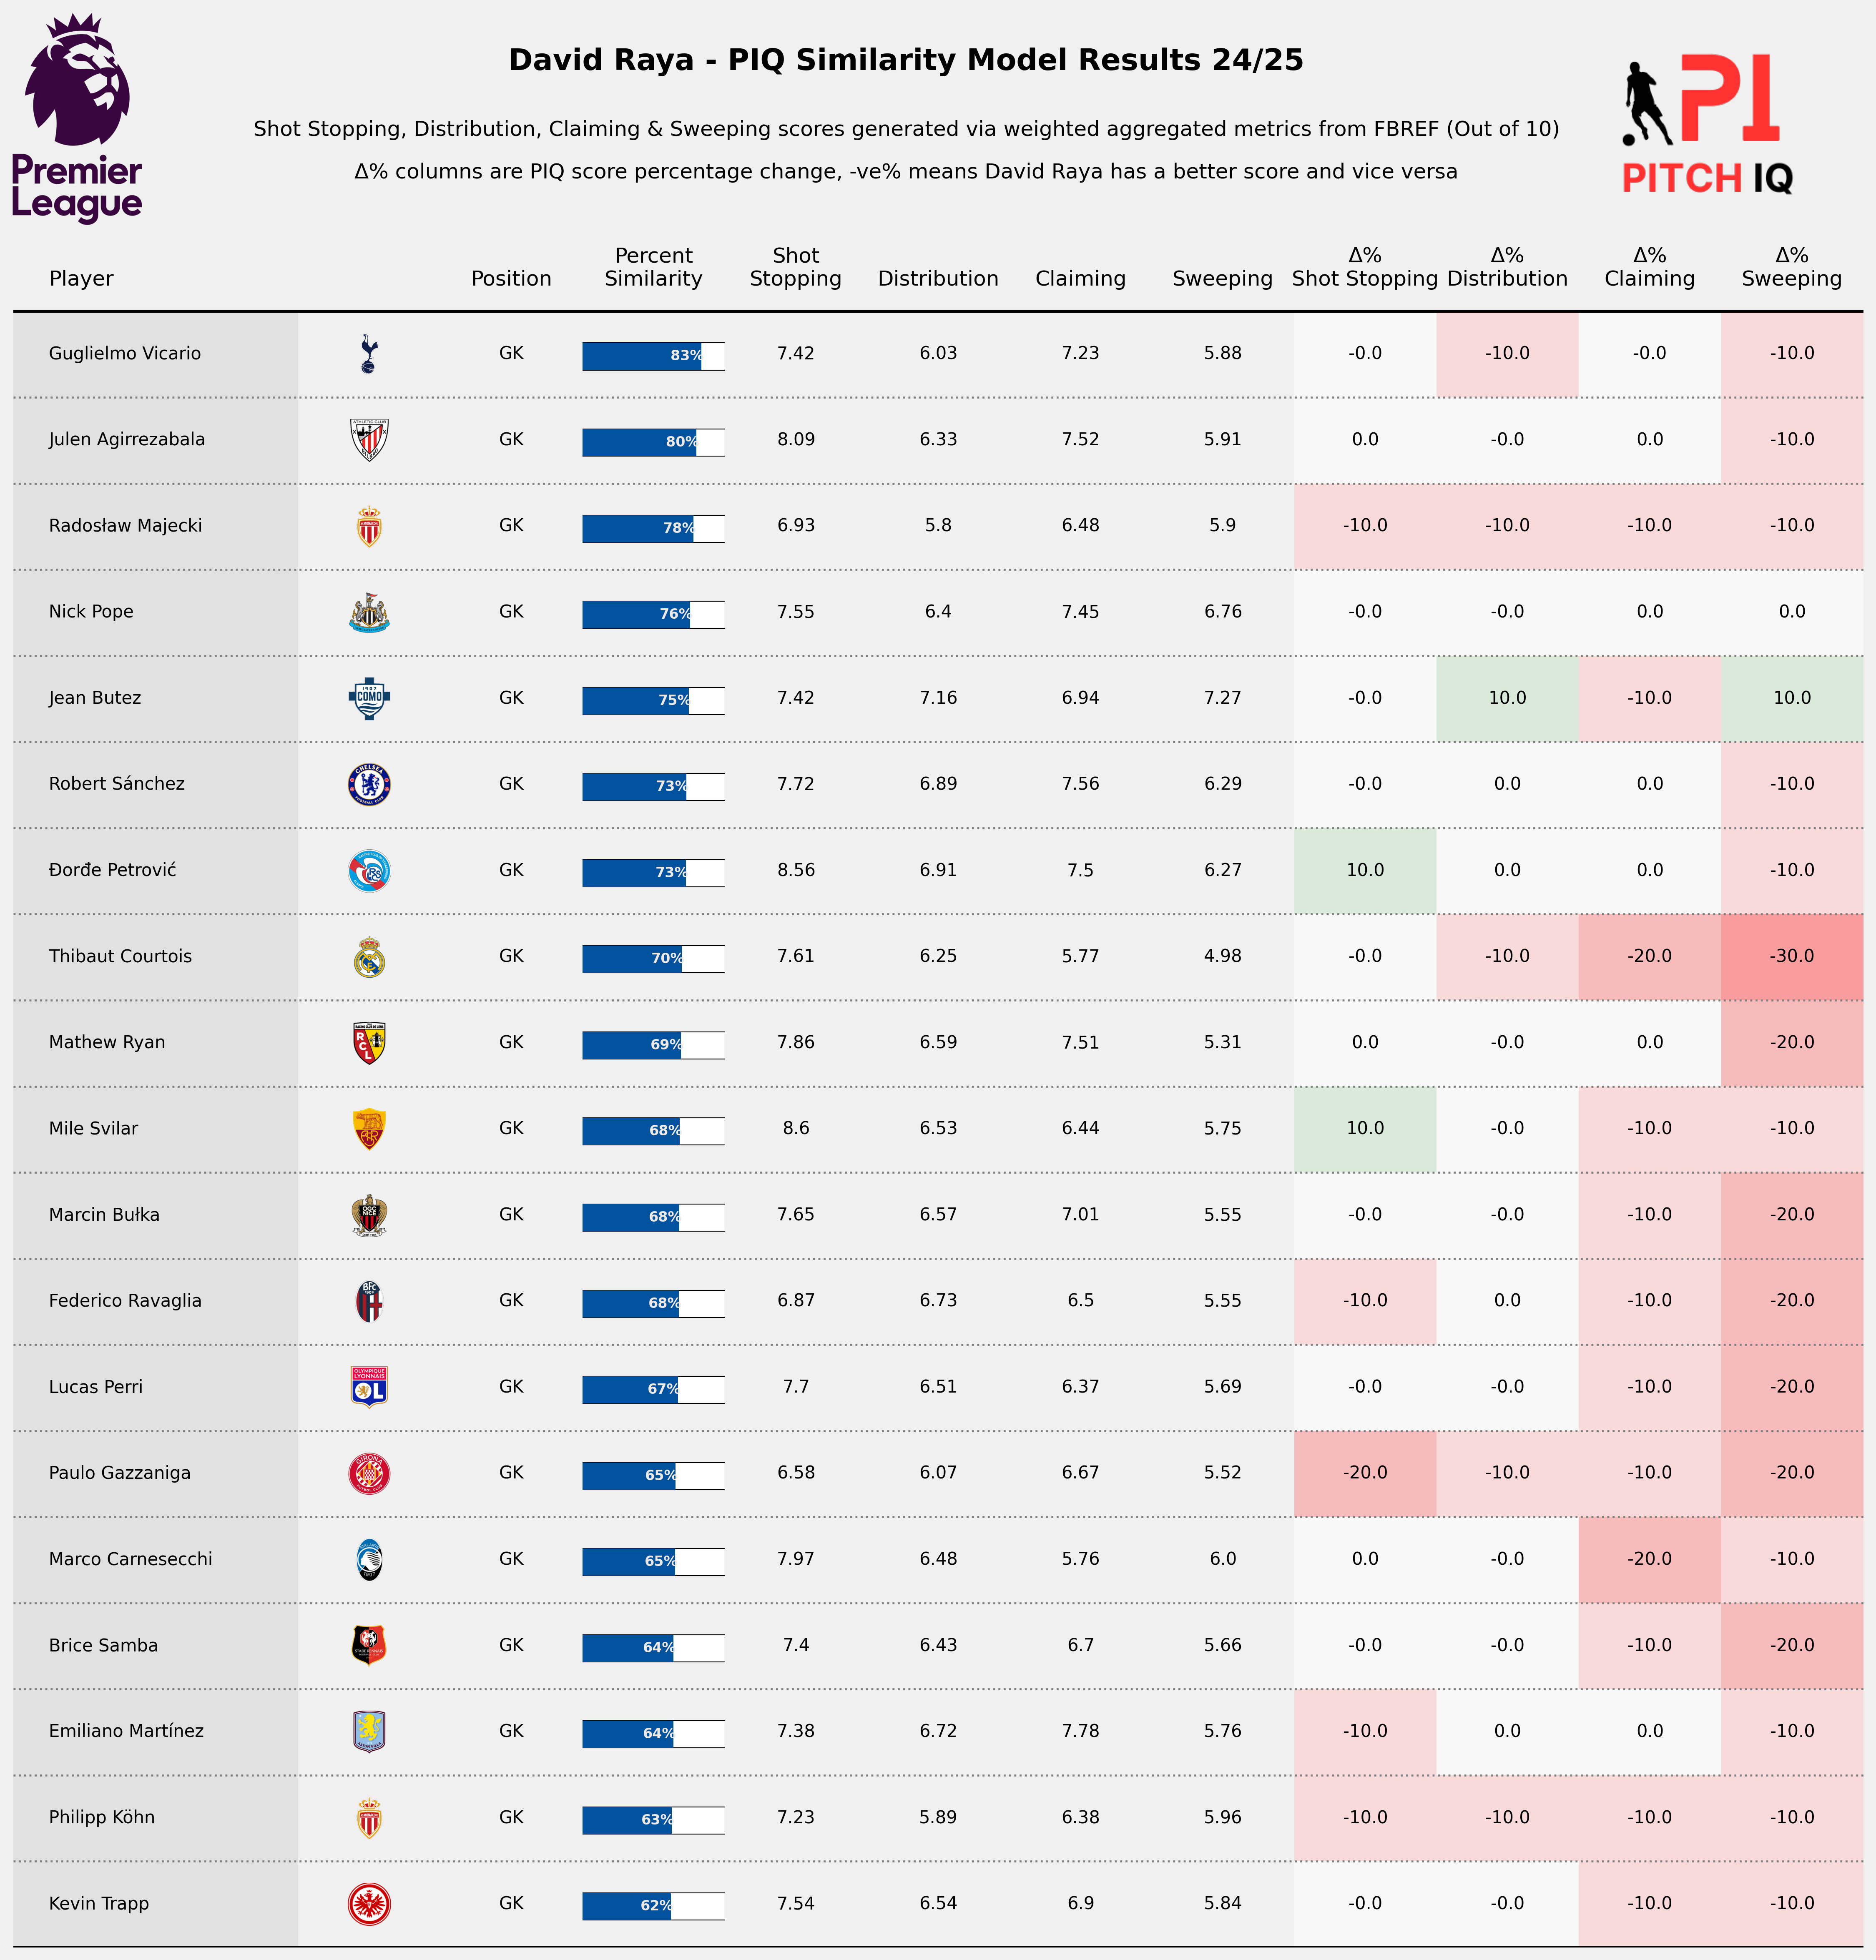 David Raya - PIQ Similarity Model Results 24/25
Shot Stopping, Distribution, Claiming & Sweeping scores generated via weighted aggregated metrics from FBREF (Out of 10)
Δ% columns are PIQ score percentage change, -ve% means David Raya has a better score and vice versa
Premier
League
PI
PITCH IQ
Player Position Percent Similarity Shot Stopping Distribution Claiming Sweeping Δ% Shot Stopping Δ% Distribution Δ% Claiming Δ% Sweeping
Guglielmo Vicario GK 83% 7.42 6.03 7.23 5.88 -0.0 -10.0 -0.0 -10.0
Julen Agirrezabala GK 80% 8.09 6.33 7.52 5.91 0.0 -0.0 0.0 -10.0
Radosław Majecki GK 78% 6.93 5.8 6.48 5.9 -10.0 -10.0 -10.0 -10.0
Nick Pope GK 76% 7.55 6.4 7.45 6.76 -0.0 -0.0 0.0 0.0
1907 COMO
Jean Butez GK 75% 7.42 7.16 6.94 7.27 -0.0 10.0 -10.0 10.0
CHELSEA FOOTBALL CLUB
Robert Sánchez GK 73% 7.72 6.89 7.56 6.29 -0.0 0.0 0.0 -10.0
Đorđe Petrović GK 73% 8.56 6.91 7.5 6.27 10.0 0.0 0.0 -10.0
Thibaut Courtois GK 70% 7.61 6.25 5.77 4.98 -0.0 -10.0 -20.0 -30.0
RCL
Mathew Ryan GK 69% 7.86 6.59 7.51 5.31 0.0 -0.0 0.0 -20.0
Mile Svilar GK 68% 8.6 6.53 6.44 5.75 10.0 -0.0 -10.0 -10.0
OGC NICE
Marcin Bułka GK 68% 7.65 6.57 7.01 5.55 -0.0 -0.0 -10.0 -20.0
BFC 1909
Federico Ravaglia GK 68% 6.87 6.73 6.5 5.55 -10.0 0.0 -10.0 -20.0
OLYMPIQUE LYONNAIS OL
Lucas Perri GK 67% 7.7 6.51 6.37 5.69 -0.0 -0.0 -10.0 -20.0
GIRONA FUTBOL CLUB
Paulo Gazzaniga GK 65% 6.58 6.07 6.67 5.52 -20.0 -10.0 -10.0 -20.0
1907
Marco Carnesecchi GK 65% 7.97 6.48 5.76 6.0 0.0 -0.0 -20.0 -10.0
Brice Samba GK 64% 7.4 6.43 6.7 5.66 -0.0 -0.0 -10.0 -20.0
Emiliano Martínez GK 64% 7.38 6.72 7.78 5.76 -10.0 0.0 0.0 -10.0
Philipp Köhn GK 63% 7.23 5.89 6.38 5.96 -10.0 -10.0 -10.0 -10.0
Kevin Trapp GK 62% 7.54 6.54 6.9 5.84 -0.0 -0.0 -10.0 -10.0